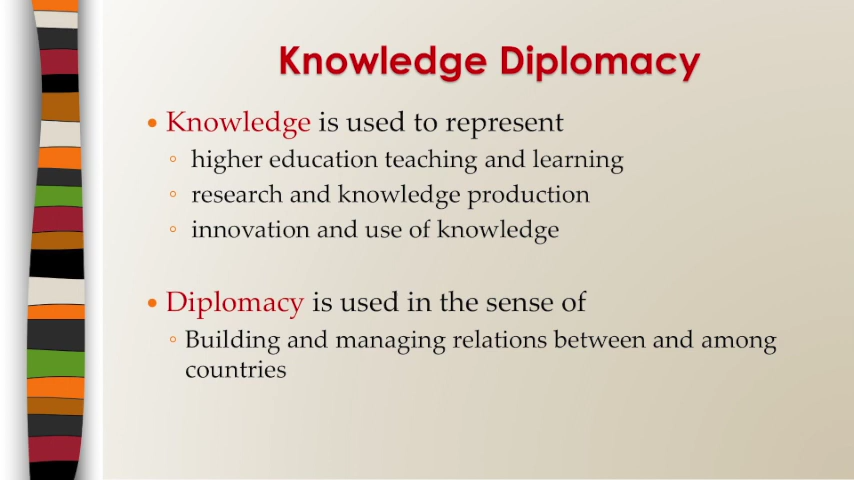 Knowledge Diplomacy
• Knowledge is used to represent
◦ higher education teaching and learning
◦ research and knowledge production
◦ innovation and use of knowledge
• Diplomacy is used in the sense of
◦ Building and managing relations between and among
countries